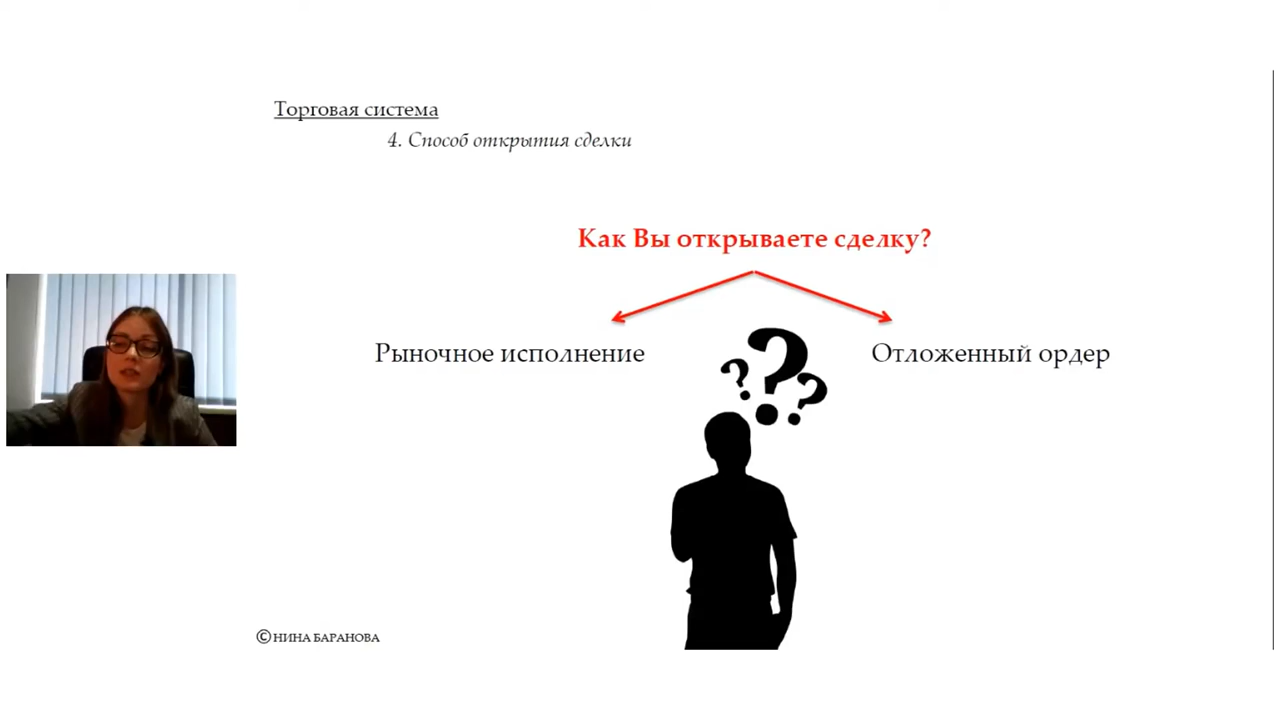 Торговая система
4. Способ открытия сделки
Как Вы открываете сделку?
Рыночное исполнение
Отложенный ордер
© НИНА БАРАНОВА